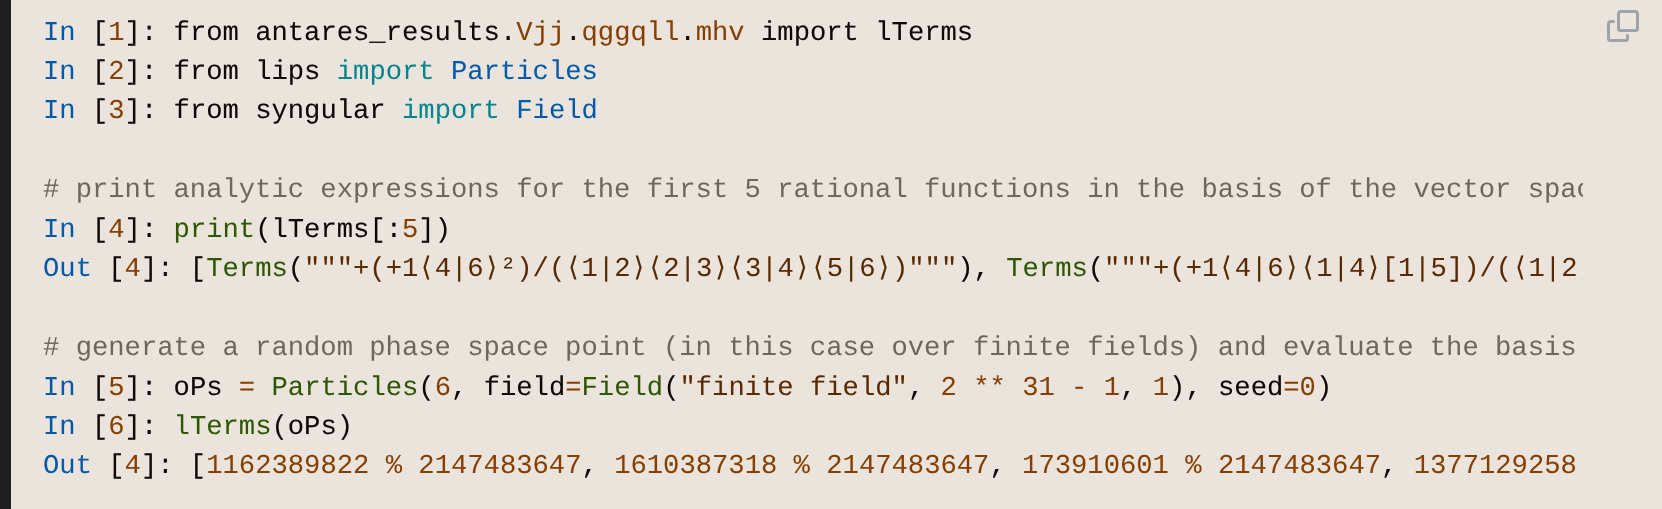 In [1]: from antares_results.Vjj.qggqll.mhv import lTerms
In [2]: from lips import Particles
In [3]: from syngular import Field
# print analytic expressions for the first 5 rational functions in the basis of the vector spac
In [4]: print(lTerms[:5])
Out [4]: [Terms("""+(+1⟨4|6⟩²)/(⟨1|2⟩⟨2|3⟩⟨3|4⟩⟨5|6⟩)"""), Terms("""+(+1⟨4|6⟩⟨1|4⟩[1|5])/(⟨1|2
# generate a random phase space point (in this case over finite fields) and evaluate the basis
In [5]: oPs = Particles(6, field=Field("finite field", 2 ** 31 - 1, 1), seed=0)
In [6]: lTerms(oPs)
Out [4]: [1162389822 % 2147483647, 1610387318 % 2147483647, 173910601 % 2147483647, 1377129258